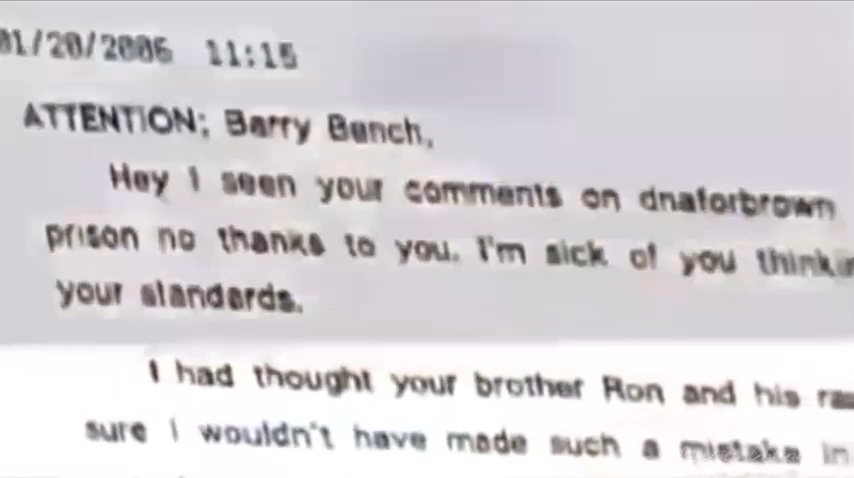 01/20/2006 11:15
ATTENTION; Barry Bench,
Hey I seen your comments on dnaforbrown
prison no thanks to you. I'm sick of you thinkin
your standards.
I had thought your brother Ron and his
sure I wouldn't have made such a mistake in